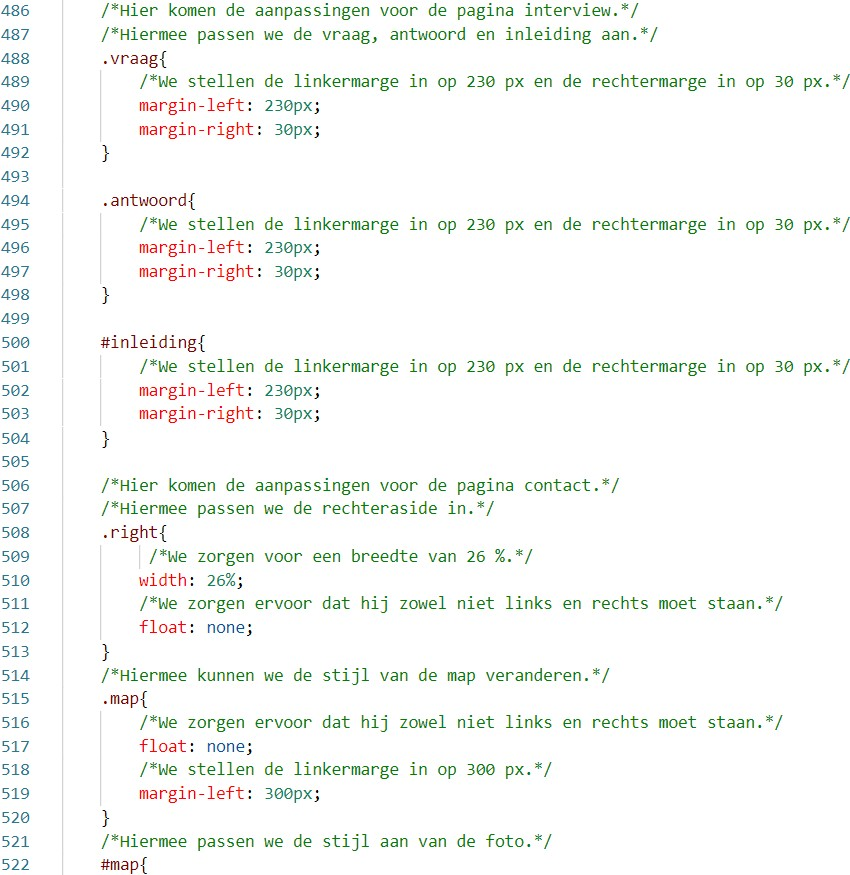 486 /*Hier komen de aanpassingen voor de pagina interview.*/
487 /*Hiermee passen we de vraag, antwoord en inleiding aan.*/
488 .vraag{
489 /*We stellen de linkermarge in op 230 px en de rechtermarge in op 30 px.*/
490 margin-left: 230px;
491 margin-right: 30px;
492 }
493
494 .antwoord{
495 /*We stellen de linkermarge in op 230 px en de rechtermarge in op 30 px.*/
496 margin-left: 230px;
497 margin-right: 30px;
498 }
499
500 #inleiding{
501 /*We stellen de linkermarge in op 230 px en de rechtermarge in op 30 px.*/
502 margin-left: 230px;
503 margin-right: 30px;
504 }
505
506 /*Hier komen de aanpassingen voor de pagina contact.*/
507 /*Hiermee passen we de rechteraside in.*/
508 .right{
509 /*We zorgen voor een breedte van 26 %.*/
510 width: 26%;
511 /*We zorgen ervoor dat hij zowel niet links en rechts moet staan.*/
512 float: none;
513 }
514 /*Hiermee kunnen we de stijl van de map veranderen.*/
515 .map{
516 /*We zorgen ervoor dat hij zowel niet links en rechts moet staan.*/
517 float: none;
518 /*We stellen de linkermarge in op 300 px.*/
519 margin-left: 300px;
520 }
521 /*Hiermee passen we de stijl aan van de foto.*/
522 #map{